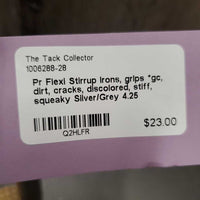 The Tack Collector
1006288-28
Pr Flexi Stirrup Irons, grips *gc,
dirt, cracks, discolored, stiff,
squeaky Silver/Grey 4.25
Q2HLFR
$23.00